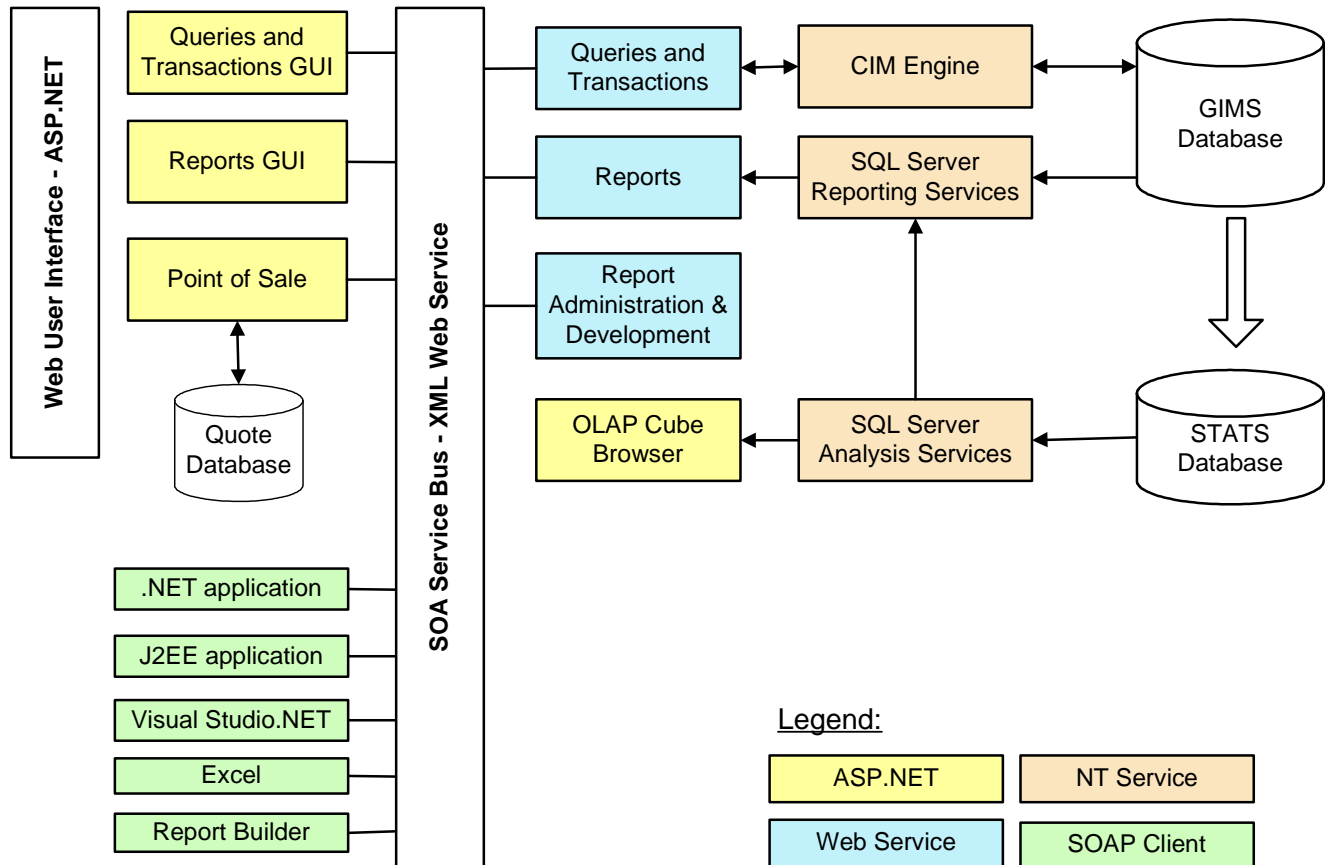 Web User Interface - ASP.NET
Queries and
Transactions GUI
Reports GUI
Point of Sale
Quote
Database
.NET application
J2EE application
Visual Studio.NET
Excel
Report Builder
SOA Service Bus - XML Web Service
Queries and
Transactions
CIM Engine
GIMS
Database
Reports
SQL Server
Reporting Services
Report
Administration &
Development
OLAP Cube
Browser
SQL Server
Analysis Services
STATS
Database
Legend:
ASP.NET
NT Service
Web Service
SOAP Client